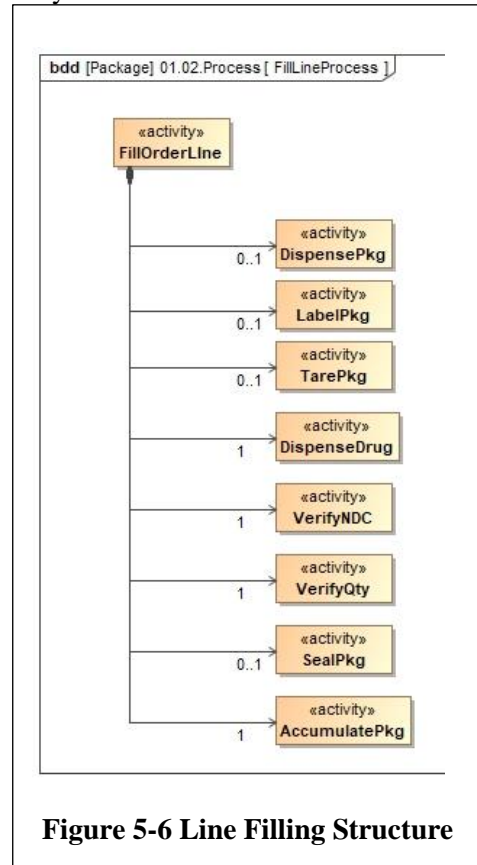 bdd [Package] 01.02.Process [ FillLineProcess ]
«activity»
FillOrderLIne
«activity»
DispensePkg
0..1
«activity»
LabelPkg
0..1
«activity»
TarePkg
0..1
«activity»
DispenseDrug
1
«activity»
VerifyNDC
1
«activity»
VerifyQty
1
«activity»
SealPkg
0..1
«activity»
AccumulatePkg
1
Figure 5-6 Line Filling Structure